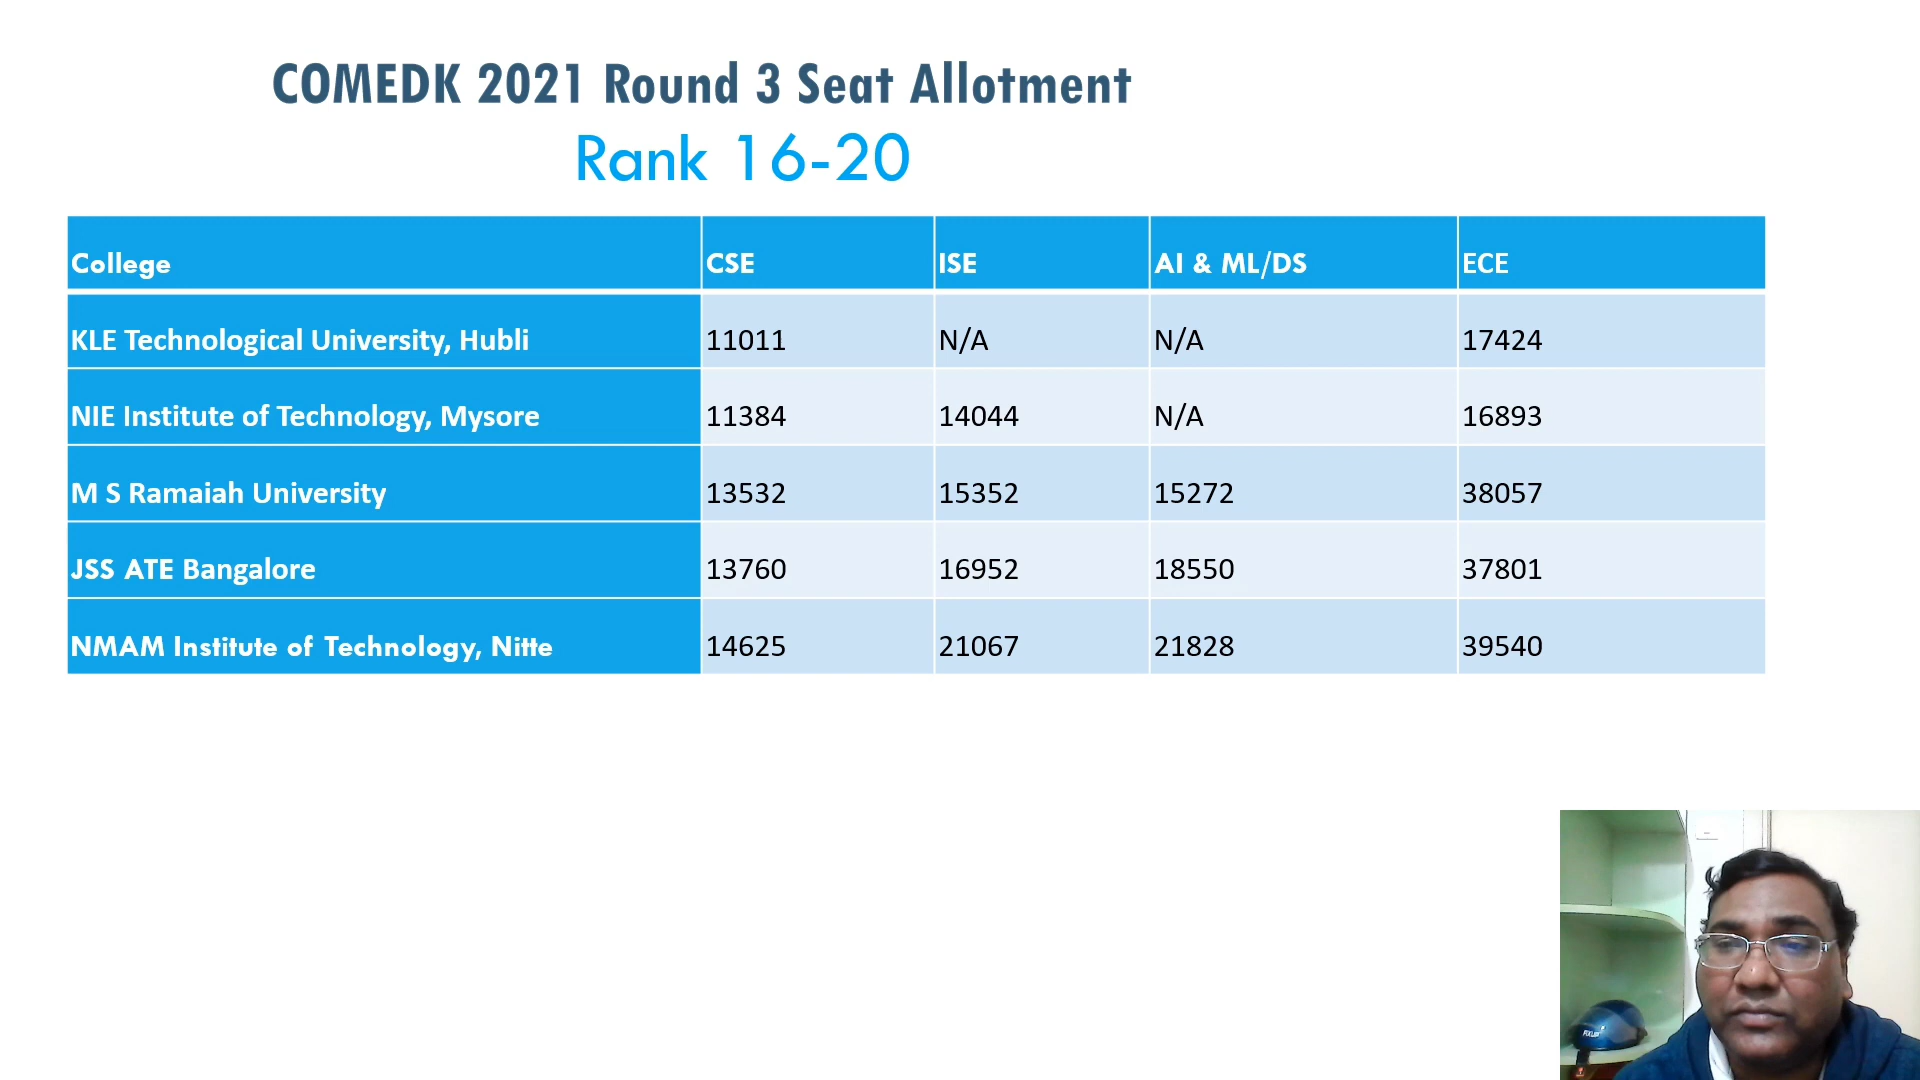 COMEDK 2021 Round 3 Seat Allotment
Rank 16-20
College CSE ISE AI & ML/DS ECE
KLE Technological University, Hubli 11011 N/A N/A 17424
NIE Institute of Technology, Mysore 11384 14044 N/A 16893
M S Ramaiah University 13532 15352 15272 38057
JSS ATE Bangalore 13760 16952 18550 37801
NMAM Institute of Technology, Nitte 14625 21067 21828 39540